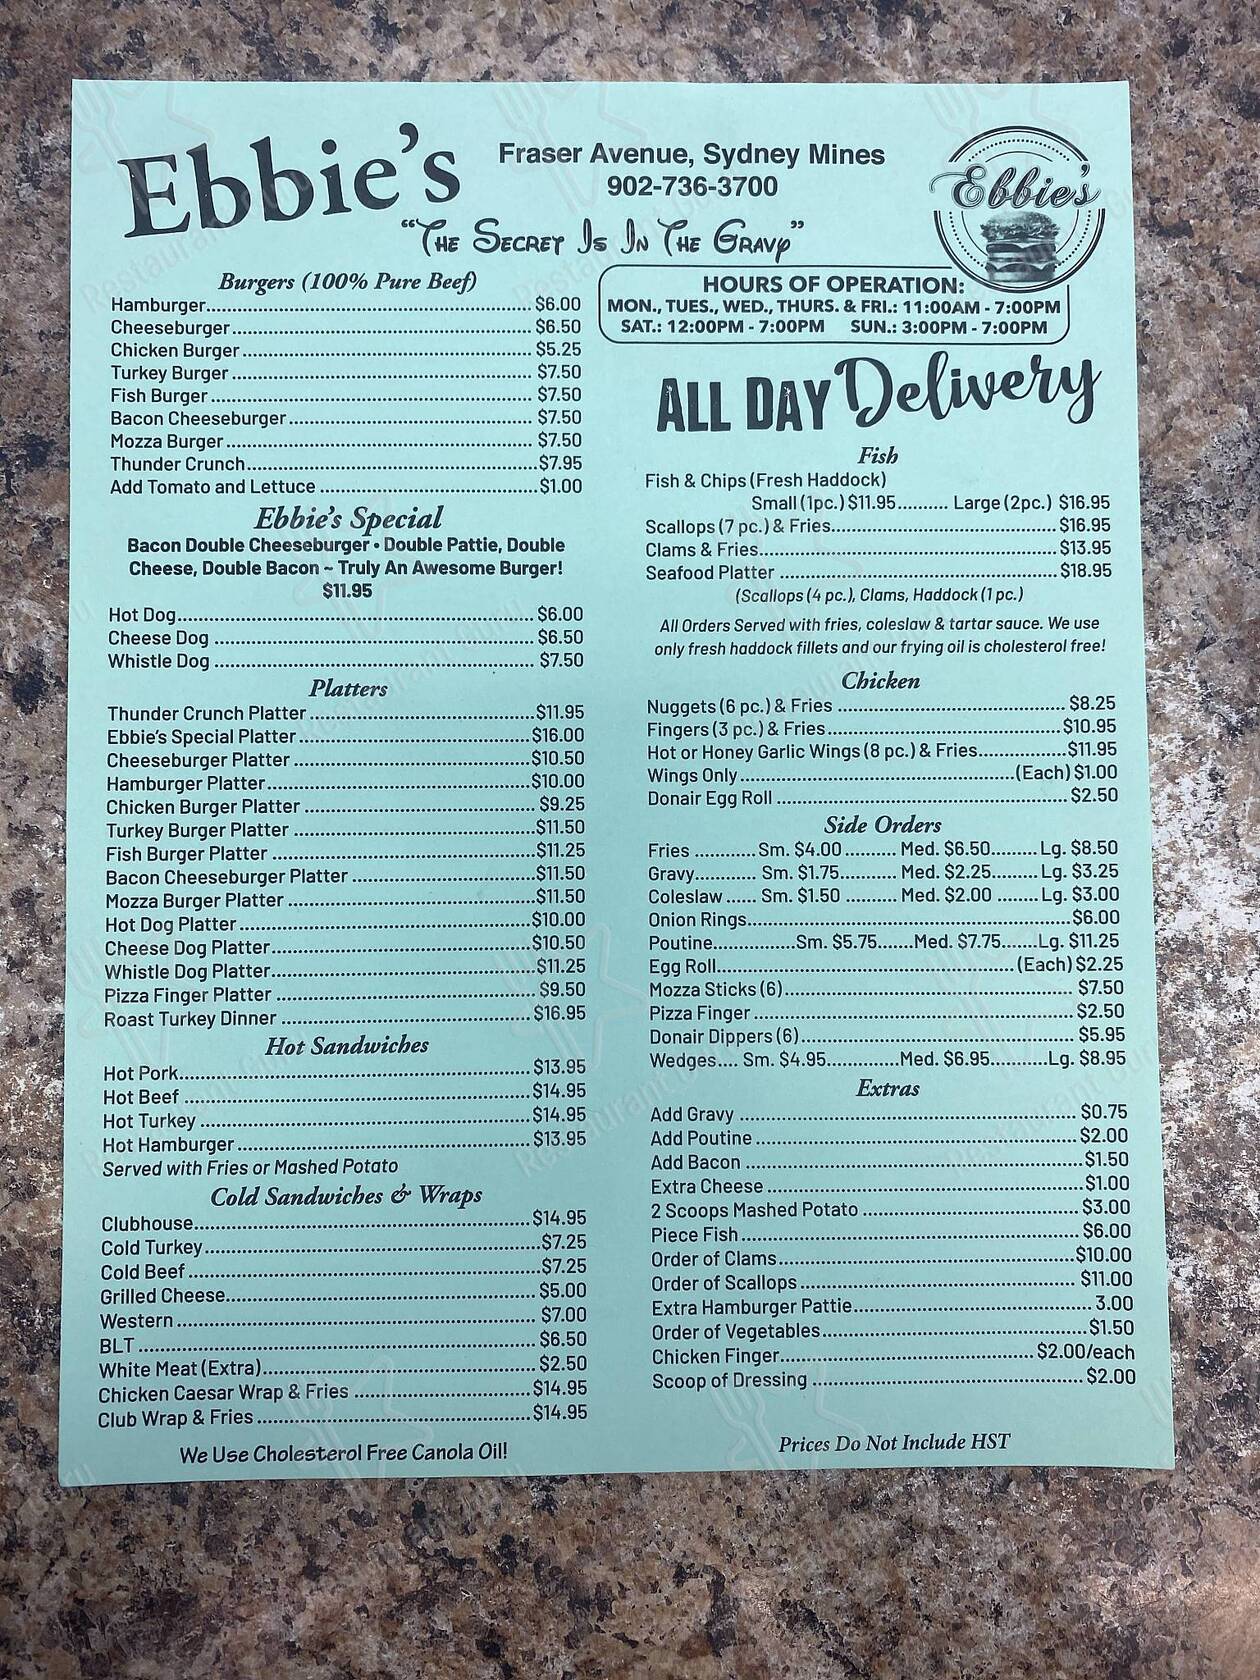 Ebbie's
Fraser Avenue, Sydney Mines
902-736-3700
"The Secret Is In The Gravy"
Ebbie's
HOURS OF OPERATION:
MON., TUES., WED., THURS. & FRI.: 11:00AM - 7:00PM
SAT.: 12:00PM - 7:00PM SUN.: 3:00PM - 7:00PM
Burgers (100% Pure Beef)
Hamburger $6.00
Cheeseburger $6.50
Chicken Burger $5.25
Turkey Burger $7.50
Fish Burger $7.50
Bacon Cheeseburger $7.50
Mozza Burger $7.50
Thunder Crunch $7.95
Add Tomato and Lettuce $1.00
Ebbie's Special
Bacon Double Cheeseburger • Double Pattie, Double
Cheese, Double Bacon ~ Truly An Awesome Burger!
$11.95
Hot Dog $6.00
Cheese Dog $6.50
Whistle Dog $7.50
Platters
Thunder Crunch Platter $11.95
Ebbie's Special Platter $16.00
Cheeseburger Platter $10.50
Hamburger Platter $10.00
Chicken Burger Platter $9.25
Turkey Burger Platter $11.50
Fish Burger Platter $11.25
Bacon Cheeseburger Platter $11.50
Mozza Burger Platter $11.50
Hot Dog Platter $10.00
Cheese Dog Platter $10.50
Whistle Dog Platter $11.25
Pizza Finger Platter $9.50
Roast Turkey Dinner $16.95
Hot Sandwiches
Hot Pork $13.95
Hot Beef $14.95
Hot Turkey $14.95
Hot Hamburger $13.95
Served with Fries or Mashed Potato
Cold Sandwiches & Wraps
Clubhouse $14.95
Cold Turkey $7.25
Cold Beef $7.25
Grilled Cheese $5.00
Western $7.00
BLT $6.50
White Meat (Extra) $2.50
Chicken Caesar Wrap & Fries $14.95
Club Wrap & Fries $14.95
We Use Cholesterol Free Canola Oil!
ALL DAY Delivery
Fish
Fish & Chips (Fresh Haddock)
Small (1pc.) $11.95 Large (2pc.) $16.95
Scallops (7 pc.) & Fries $16.95
Clams & Fries $13.95
Seafood Platter $18.95
(Scallops (4 pc.), Clams, Haddock (1 pc.)
All Orders Served with fries, coleslaw & tartar sauce. We use
only fresh haddock fillets and our frying oil is cholesterol free!
Chicken
Nuggets (6 pc.) & Fries $8.25
Fingers (3 pc.) & Fries $10.95
Hot or Honey Garlic Wings (8 pc.) & Fries $11.95
Wings Only (Each) $1.00
Donair Egg Roll $2.50
Side Orders
Fries Sm. $4.00 Med. $6.50 Lg. $8.50
Gravy Sm. $1.75 Med. $2.25 Lg. $3.25
Coleslaw Sm. $1.50 Med. $2.00 Lg. $3.00
Onion Rings $6.00
Poutine Sm. $5.75 Med. $7.75 Lg. $11.25
Egg Roll (Each) $2.25
Mozza Sticks (6) $7.50
Pizza Finger $2.50
Donair Dippers (6) $5.95
Wedges Sm. $4.95 Med. $6.95 Lg. $8.95
Extras
Add Gravy $0.75
Add Poutine $2.00
Add Bacon $1.50
Extra Cheese $1.00
2 Scoops Mashed Potato $3.00
Piece Fish $6.00
Order of Clams $10.00
Order of Scallops $11.00
Extra Hamburger Pattie 3.00
Order of Vegetables $1.50
Chicken Finger $2.00/each
Scoop of Dressing $2.00
Prices Do Not Include HST